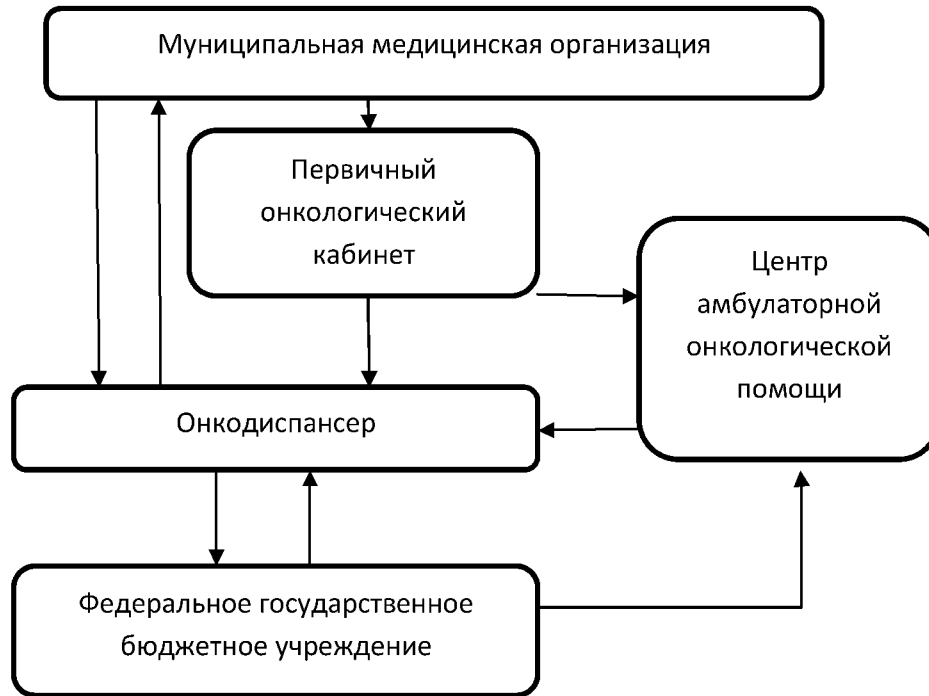 Муниципальная медицинская организация
Первичный
онкологический
кабинет
Центр
амбулаторной
онкологической
помощи
Онкодиспансер
Федеральное государственное
бюджетное учреждение